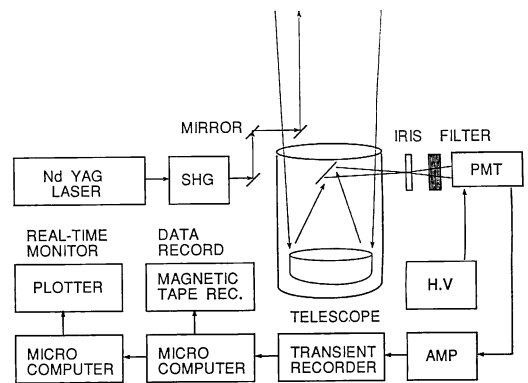 MIRROR
IRIS FILTER
Nd YAG
LASER
SHG
PMT
REAL-TIME
MONITOR
DATA
RECORD
PLOTTER
MAGNETIC
TAPE REC.
H.V
TELESCOPE
MICRO
COMPUTER
MICRO
COMPUTER
TRANSIENT
RECORDER
AMP